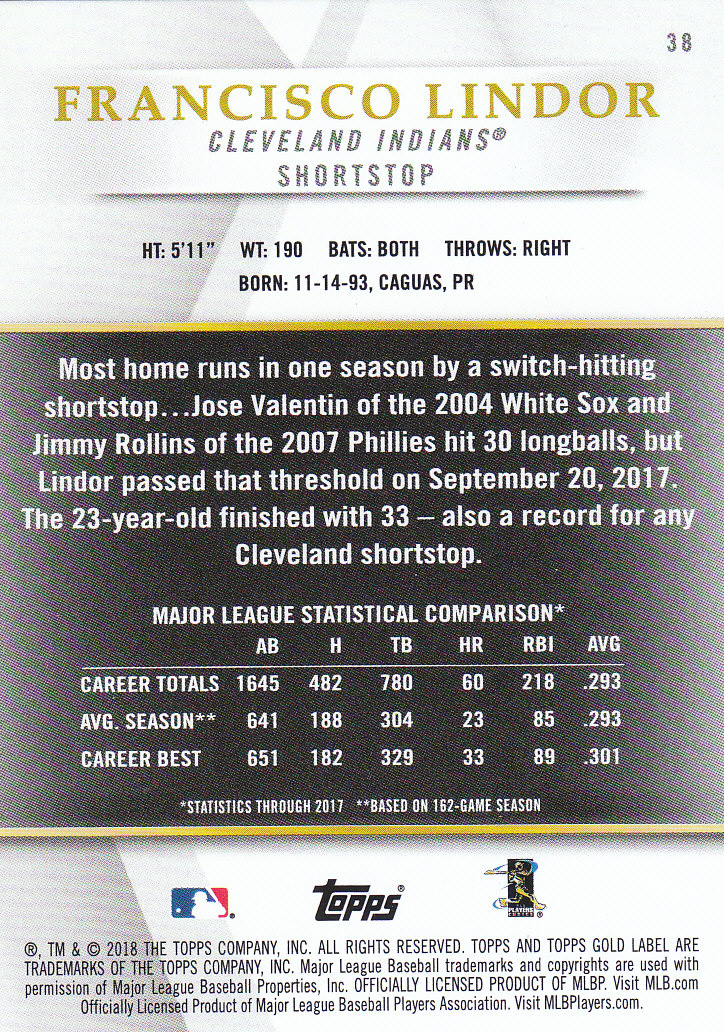 38
FRANCISCO LINDOR
CLEVELAND INDIANS®
SHORTSTOP
HT: 5'11" WT: 190 BATS: BOTH THROWS: RIGHT
BORN: 11-14-93, CAGUAS, PR
Most home runs in one season by a switch-hitting
shortstop...Jose Valentin of the 2004 White Sox and
Jimmy Rollins of the 2007 Phillies hit 30 longballs, but
Lindor passed that threshold on September 20, 2017.
The 23-year-old finished with 33 – also a record for any
Cleveland shortstop.
MAJOR LEAGUE STATISTICAL COMPARISON*
AB H TB HR RBI AVG
CAREER TOTALS 1645 482 780 60 218 .293
AVG. SEASON** 641 188 304 23 85 .293
CAREER BEST 651 182 329 33 89 .301
*STATISTICS THROUGH 2017 **BASED ON 162-GAME SEASON
Topps®
PLAYERS
®, TM & © 2018 THE TOPPS COMPANY, INC. ALL RIGHTS RESERVED. TOPPS AND TOPPS GOLD LABEL ARE
TRADEMARKS OF THE TOPPS COMPANY, INC. Major League Baseball trademarks and copyrights are used with
permission of Major League Baseball Properties, Inc. OFFICIALLY LICENSED PRODUCT OF MLBP. Visit MLB.com
Officially Licensed Product of Major League Baseball Players Association. Visit MLBPlayers.com.